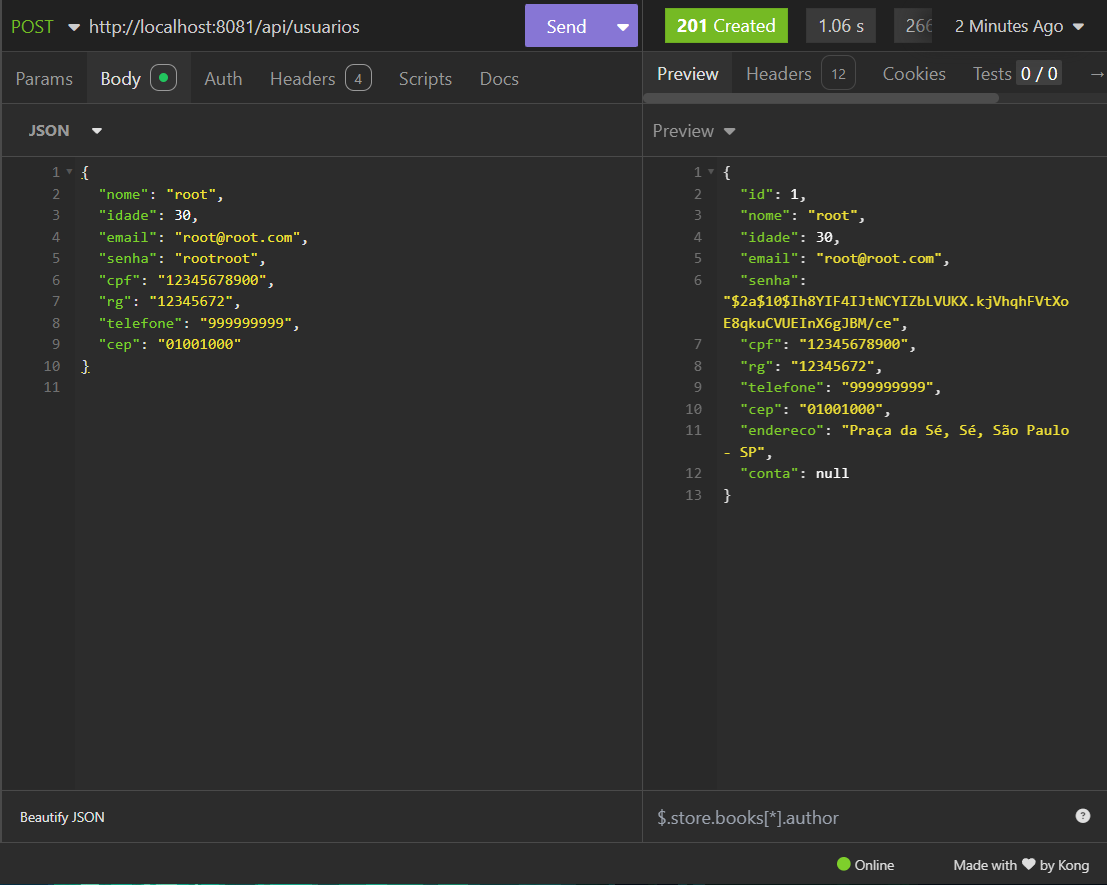 POST http://localhost:8081/api/usuarios Send
Params Body Auth Headers 4 Scripts Docs
JSON
1 {
2 "nome": "root",
3 "idade": 30,
4 "email": "root@root.com",
5 "senha": "rootroot",
6 "cpf": "12345678900",
7 "rg": "12345672",
8 "telefone": "999999999",
9 "cep": "01001000"
10 }
11
Beautify JSON
201 Created 1.06 s 266 2 Minutes Ago
Preview Headers 12 Cookies Tests 0 / 0 →
Preview
1 {
2 "id": 1,
3 "nome": "root",
4 "idade": 30,
5 "email": "root@root.com",
6 "senha":
"$2a$10$Ih8YIF4IJtNCYIZbLVUKX.kjVhqhFVtXo
E8qkuCVUEInX6gJBM/ce",
7 "cpf": "12345678900",
8 "rg": "12345672",
9 "telefone": "999999999",
10 "cep": "01001000",
11 "endereco": "Praça da Sé, Sé, São Paulo
- SP",
12 "conta": null
13 }
$.store.books[*].author ?
Online Made with ❤ by Kong